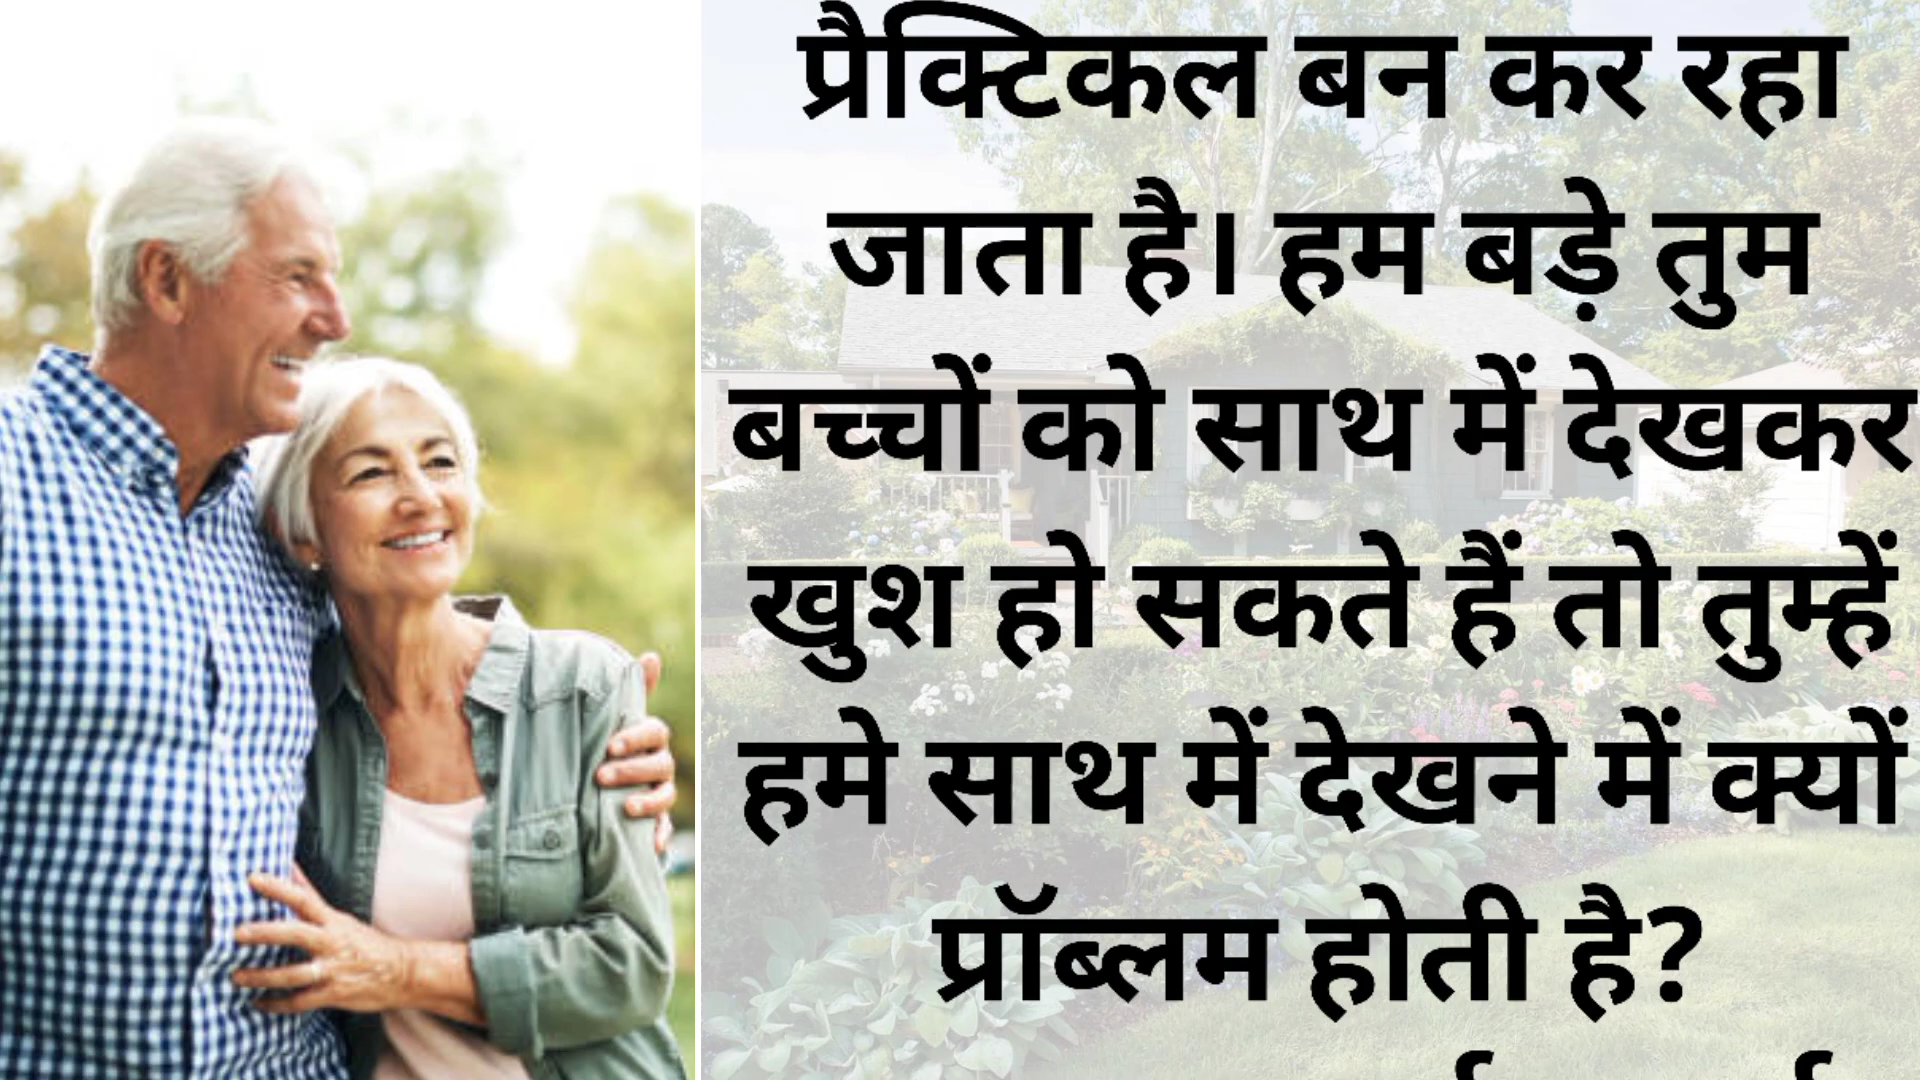 प्रैक्टिकल बन कर रहा
जाता है। हम बड़े तुम
बच्चों को साथ में देखकर
खुश हो सकते हैं तो तुम्हें
हमे साथ में देखने में क्यों
प्रॉब्लम होती है?